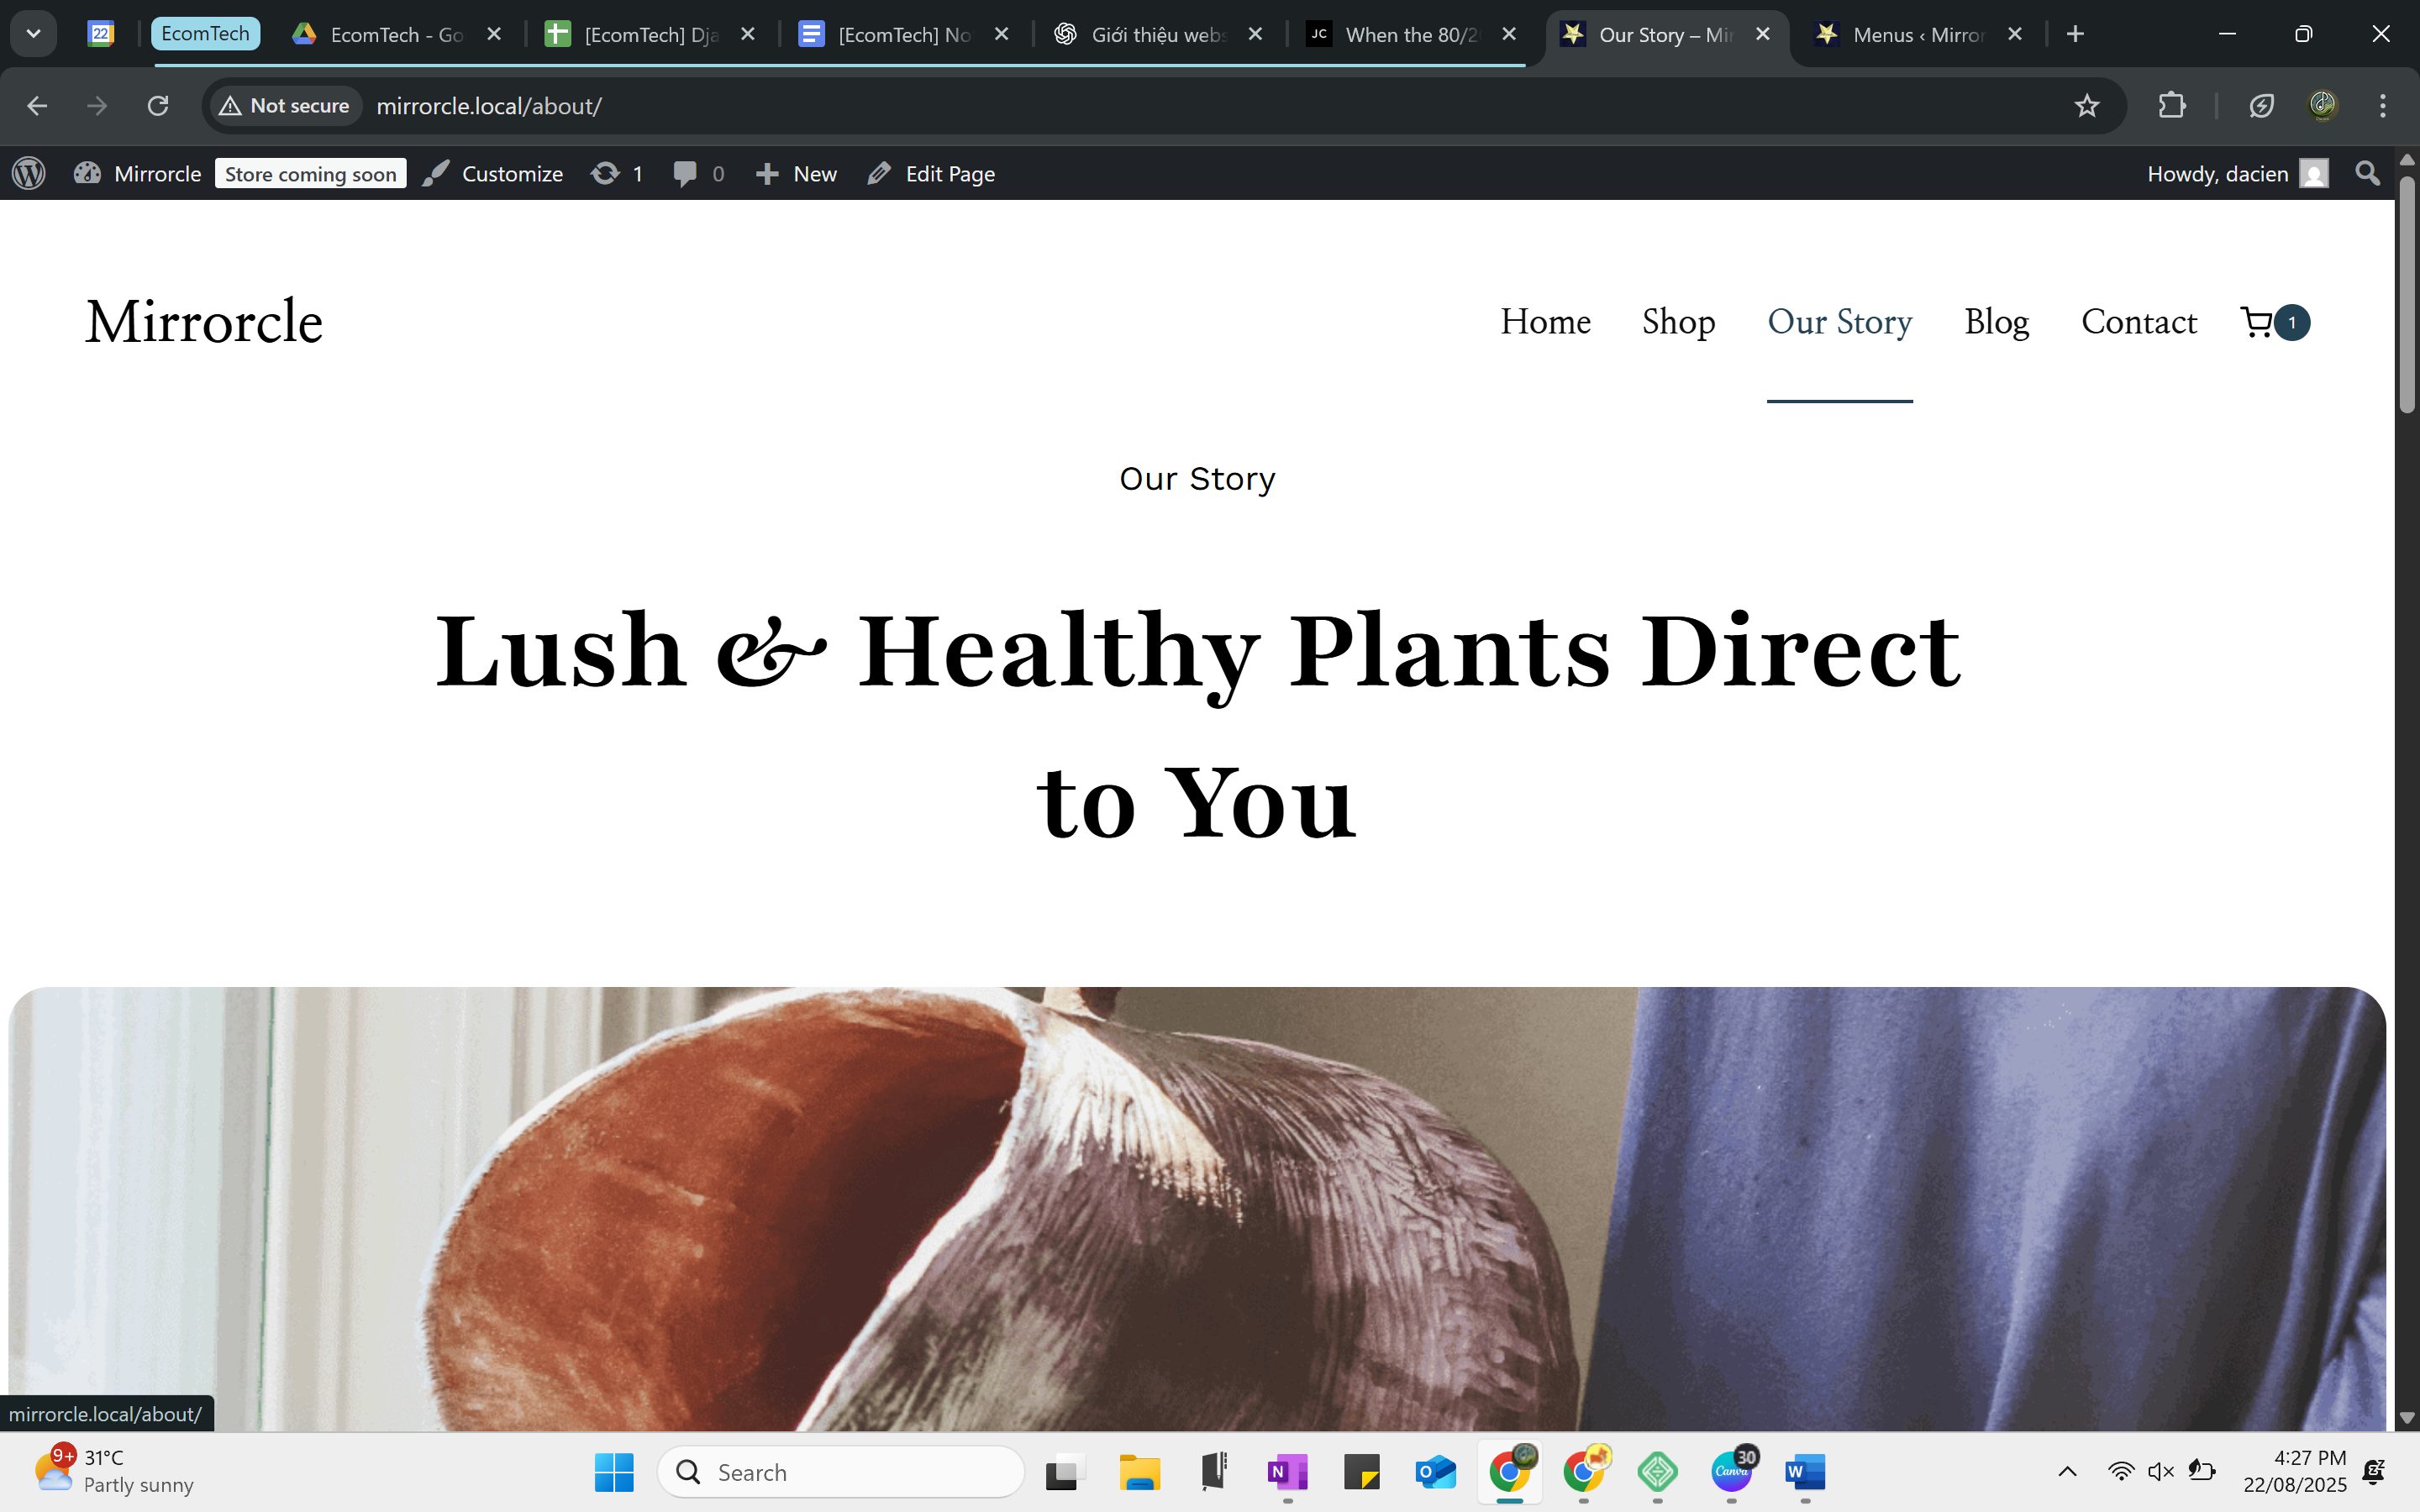 22
EcomTech
EcomTech - Go
[EcomTech] Dja
[EcomTech] No
Giới thiệu webs
JC
When the 80/2
Our Story – Mir
Menus ‹ Mirror
Not secure
mirrorcle.local/about/
Mirrorcle
Store coming soon
Customize
1
0
New
Edit Page
Howdy, dacien
Mirrorcle
Home
Shop
Our Story
Blog
Contact
1
Our Story
Lush & Healthy Plants Direct
to You
mirrorcle.local/about/
9+
31°C
Partly sunny
Search
N
O
30
Canva
W
4:27 PM
22/08/2025